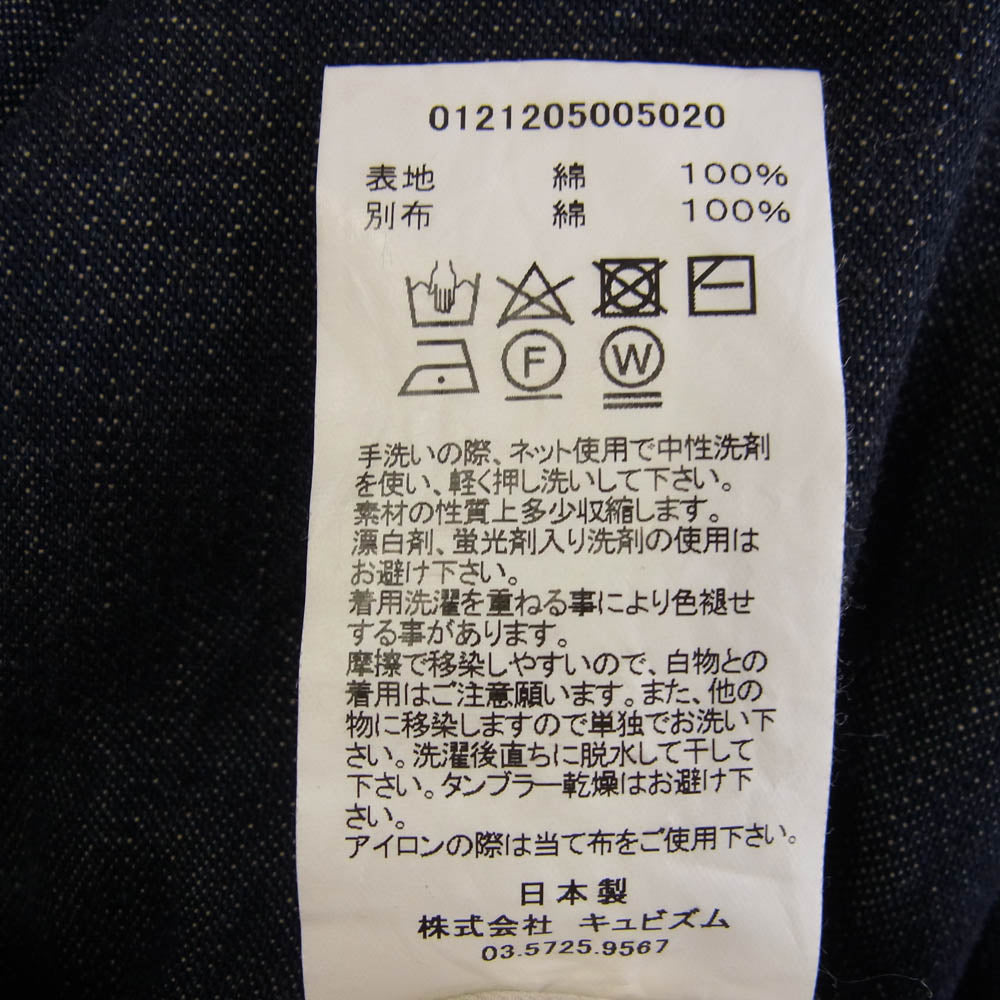 0121205005020
表地 綿 100%
別布 綿 100%
F W
手洗いの際、ネット使用で中性洗剤
を使い、軽く押し洗いして下さい。
素材の性質上多少収縮します。
漂白剤、蛍光剤入り洗剤の使用は
お避け下さい。
着用洗濯を重ねる事により色褪せ
する事があります。
摩擦で移染しやすいので、白物との
着用はご注意願います。また、他の
物に移染しますので単独でお洗い下
さい。洗濯後直ちに脱水して干して
下さい。タンブラー乾燥はお避け下
さい。
アイロンの際は当て布をご使用下さい。
日本製
株式会社 キュビズム
03.5725.9567